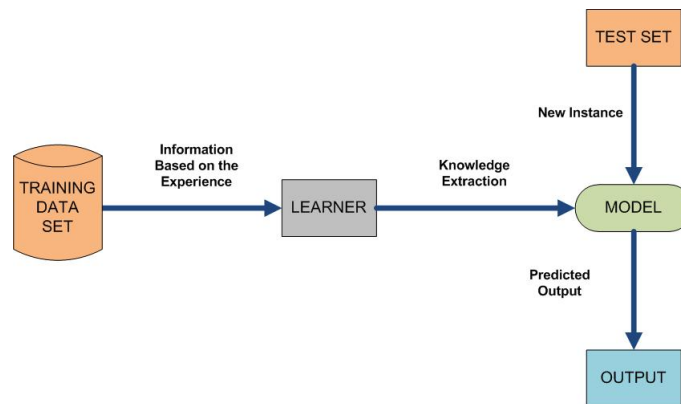 TEST SET
New Instance
Information
Based on the
Experience
Knowledge
Extraction
TRAINING
DATA
SET
LEARNER
MODEL
Predicted
Output
OUTPUT